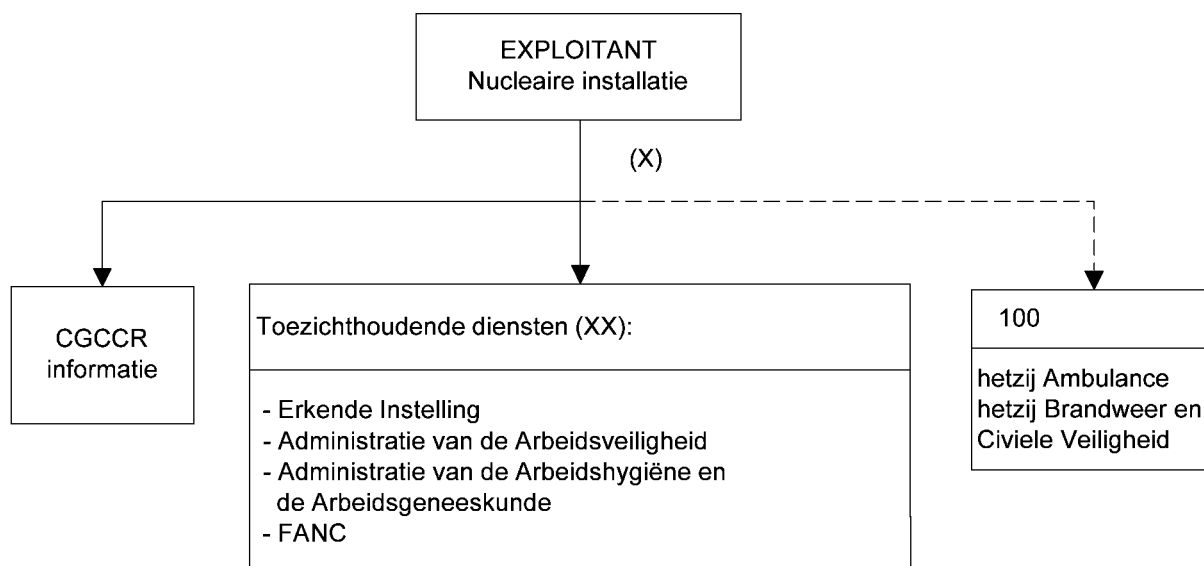 EXPLOITANT
Nucleaire installatie
(X)
CGCCR
informatie
Toezichthoudende diensten (XX):
- Erkende Instelling
- Administratie van de Arbeidsveiligheid
- Administratie van de Arbeidshygiëne en
de Arbeidsgeneeskunde
- FANC
100
hetzij Ambulance
hetzij Brandweer en
Civiele Veiligheid